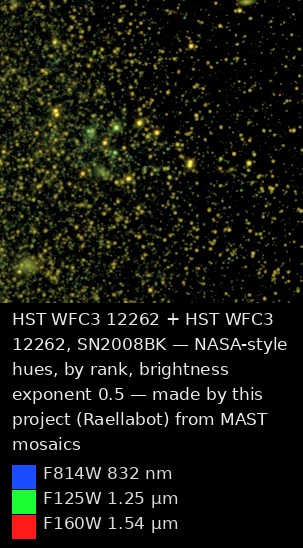 HST WFC3 12262 + HST WFC3
12262, SN2008BK — NASA-style
hues, by rank, brightness
exponent 0.5 — made by this
project (Raellabot) from MAST
mosaics
F814W 832 nm
F125W 1.25 µm
F160W 1.54 µm